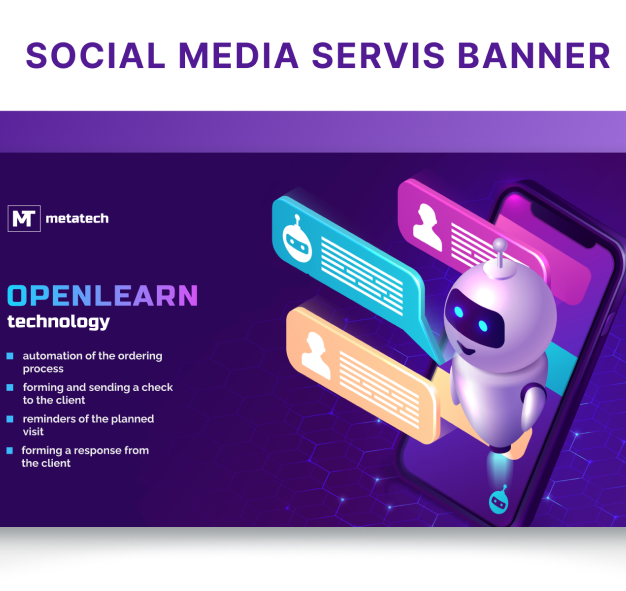 SOCIAL MEDIA SERVIS BANNER
MT metatech
OPENLEARN
technology
automation of the ordering
process
forming and sending a check
to the client
reminders of the planned
visit
forming a response from
the client